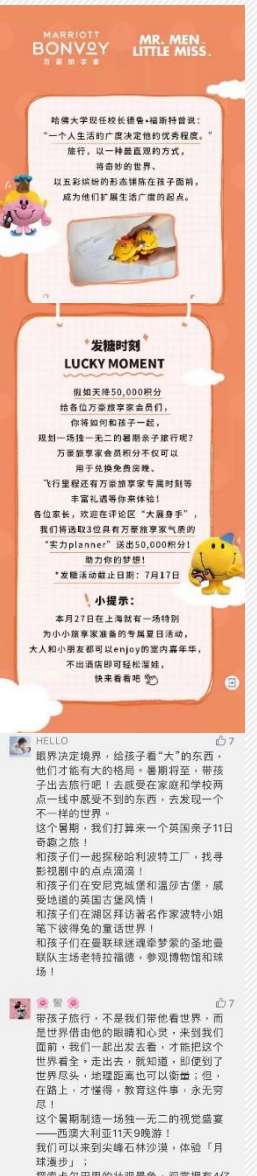 MARRIOTT
BONVOY
万豪旅享家
MR. MEN
LITTLE MISS
哈佛大学现任校长德鲁•福斯特曾说:
“一个人生活的广度决定他的优秀程度。”
旅行,以一种最直观的方式,
将奇妙的世界、
以五彩缤纷的形态铺陈在孩子面前,
成为他们扩展生活广度的起点。
发糖时刻
LUCKY MOMENT
假如天降50,000积分
给各位万豪旅享家会员们,
你将如何和孩子一起,
规划一场独一无二的暑期亲子旅行呢?
万豪旅享家会员积分不仅可以
用于兑换免费房晚、
飞行里程还有万豪旅享家专属时刻等
丰富礼遇等你来体验!
各位家长,欢迎在评论区“大展身手”,
我们将选取3位具有万豪旅享家气质的
“实力planner”送出50,000积分!
助力你的梦想!
*发糖活动截止日期:7月17日
小提示:
本月27日在上海就有一场特别
为小小旅享家准备的专属夏日活动,
大人和小朋友都可以enjoy的室内嘉年华,
不出酒店即可轻松溜娃,
快来看看吧
HELLO
7
眼界决定境界,给孩子看“大”的东西,
他们才能有大的格局。暑期将至,带孩
子出去旅行吧!去感受在家庭和学校两
点一线中感受不到的东西,去发现一个
不一样的世界。
这个暑期,我们打算来一个英国亲子11日
奇趣之旅!
和孩子们一起探秘哈利波特工厂,找寻
影视剧中的点点滴滴!
和孩子们在安尼克城堡和温莎古堡,感
受地道的英国古堡风情!
和孩子们在湖区拜访著名作家波特小姐
笔下彼得兔的童话世界!
和孩子们在曼联球迷魂牵梦萦的圣地曼
联队主场老特拉福德,参观博物馆和球
场!
7
带孩子旅行,不是我们带他看世界,而
是世界借由他的眼睛和心灵,来到我们
面前,我们一起出发去看,才能把这个
世界看全。走出去,就知道,即便到了
世界尽头,地理距离也可以衡量;但,
在路上,才懂得,教育这件事,永无穷
尽!
这个暑期制造一场独一无二的视觉盛宴
——西澳大利亚11天9晚游!
我们可以来到尖峰石林沙漠,体验「月
球漫步」;